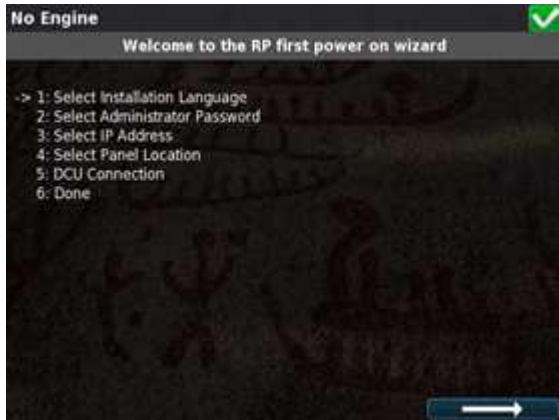 No Engine
Welcome to the RP first power on wizard
-> 1: Select Installation Language
2: Select Administrator Password
3: Select IP Address
4: Select Panel Location
5: DCU Connection
6: Done